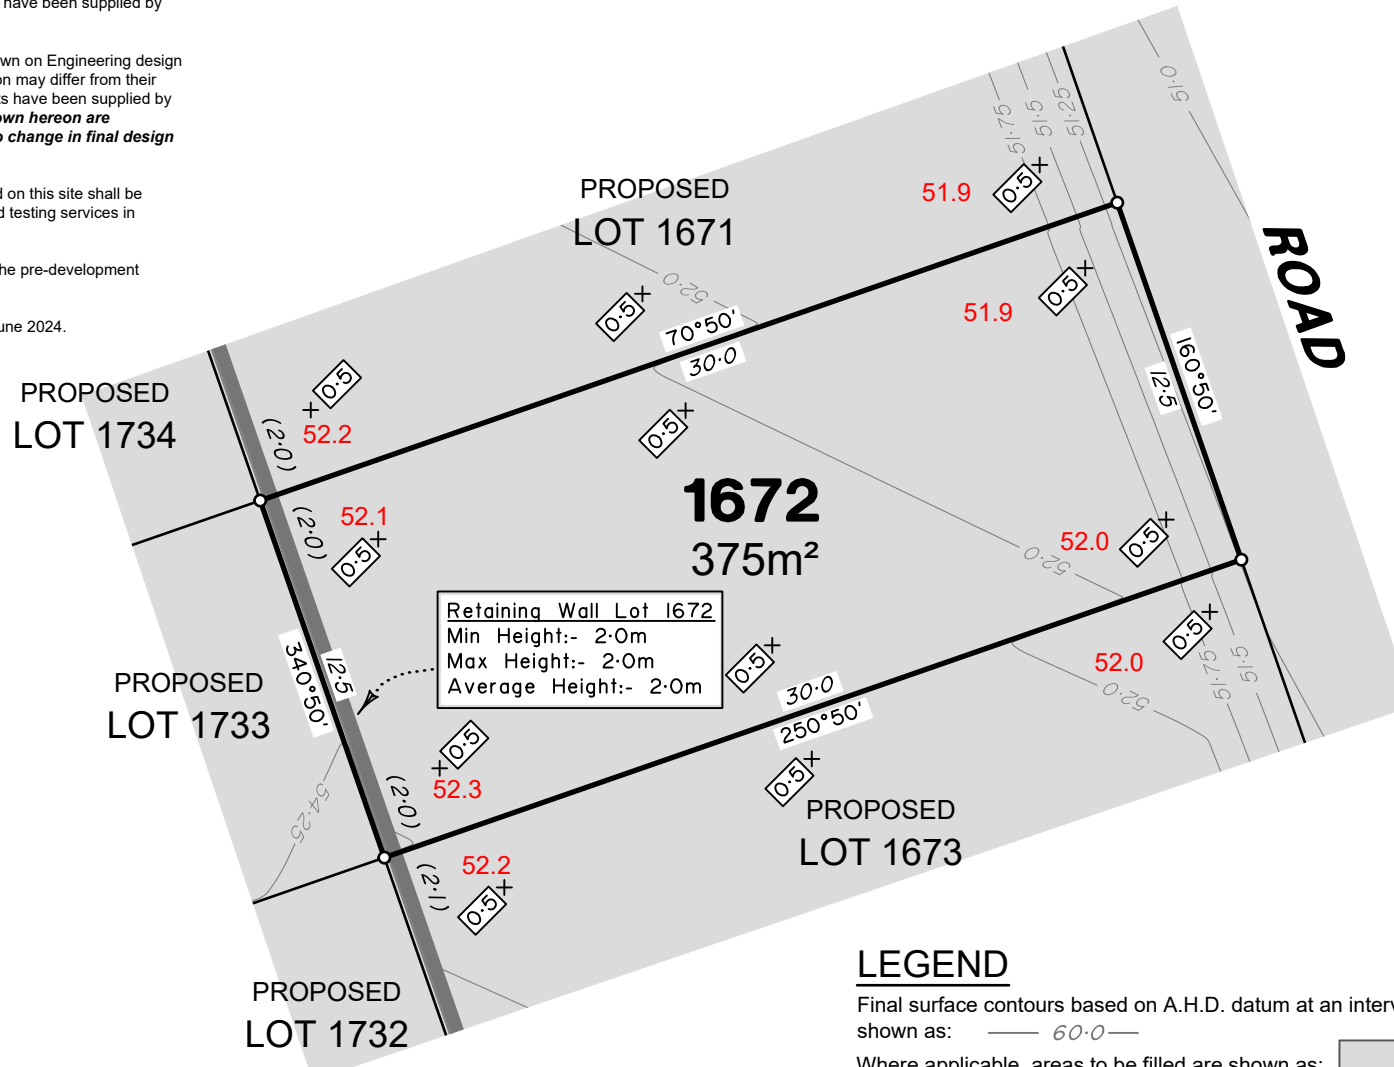 have been supplied by
wn on Engineering design
on may differ from their
ts have been supplied by
own hereon are
o change in final design
d on this site shall be
d testing services in
he pre-development
une 2024.
51·0
51·25
51·5
51·75
0·5
51.9
PROPOSED
LOT 1671
52·0
0·5
ROAD
0·5
51.9
70°50'
30·0
160°50'
12·5
PROPOSED
LOT 1734
0·5
52.2
(2·0)
0·5
1672
375m²
52.1
(2·0)
0·5
52.0
0·5
52·0
Retaining Wall Lot 1672
Min Height:- 2·0m
Max Height:- 2·0m
Average Height:- 2·0m
340°50'
12·5
PROPOSED
LOT 1733
0·5
30·0
250°50'
0·5
52.0
51·5
51·75
52·0
0·5
52.3
(2·0)
54·25
0·5
PROPOSED
LOT 1673
52.2
(2·1)
0·5
PROPOSED
LOT 1732
LEGEND
Final surface contours based on A.H.D. datum at an interv
shown as: 60·0
Where applicable, areas to be filled are shown as: